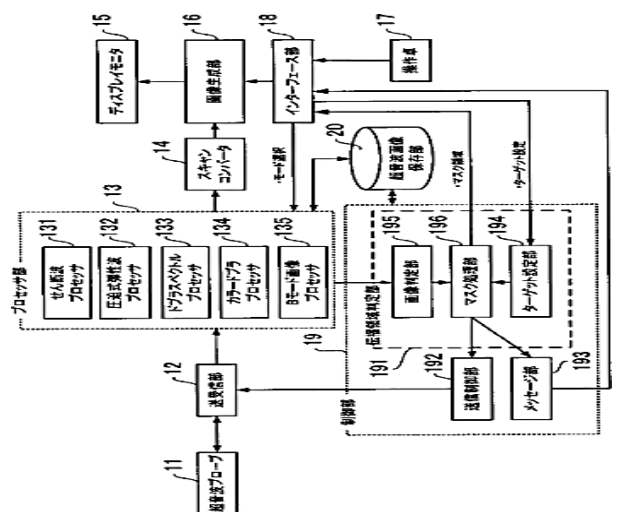 11
超音波プローブ
12
送受信部
13
プロセッサ部
131
せん断波
プロセッサ
132
圧迫式弾性波
プロセッサ
133
ドプラスペクトル
プロセッサ
134
カラードプラ
プロセッサ
135
Bモード画像
プロセッサ
14
スキャン
コンバータ
15
ディスプレイモニタ
16
画像生成部
18
インターフェース部
17
操作卓
・モード選択
20
超音波画像
保存部
・マスク領域
・ターゲット設定
制御部
19
191
伝播領域判定部
195
画像判定部
196
マスク処理部
194
ターゲット設定部
192
送信制御部
193
メッセージ部